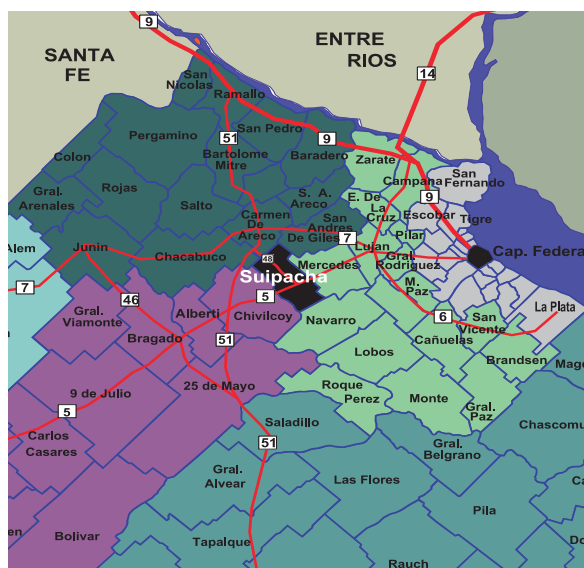 9
SANTA
FE
ENTRE
RIOS
14
San
Nicolas
Ramallo
51
San Pedro
9
Pergamino
Bartolome
Mitre
Baradero
Zarate
Colon
San
Fernando
Campana
Rojas
Gral.
Arenales
S. A.
Areco
E. De
La
Cruz
9
Escobar
Tigre
Salto
Carmen
De
Areco
San
Andres
De Giles
7
Pilar
Lujan
Alem
Junin
Chacabuco
48
Mercedes
Gral.
Rodriguez
Cap. Federa
Suipacha
7
46
5
M.
Paz
Gral.
Viamonte
Alberti
Chivilcoy
Navarro
6
San
Vicente
La Plata
Bragado
51
Cañuelas
Lobos
Brandsen
9 de Julio
25 de Mayo
Roque
Perez
Monte
Gral.
Paz
Mag
5
Carlos
Casares
Saladillo
51
Chascomu
Gral.
Belgrano
Gral.
Alvear
Las Flores
Pila
Bolivar
Tapalque
Rauch
en
Ca
Do